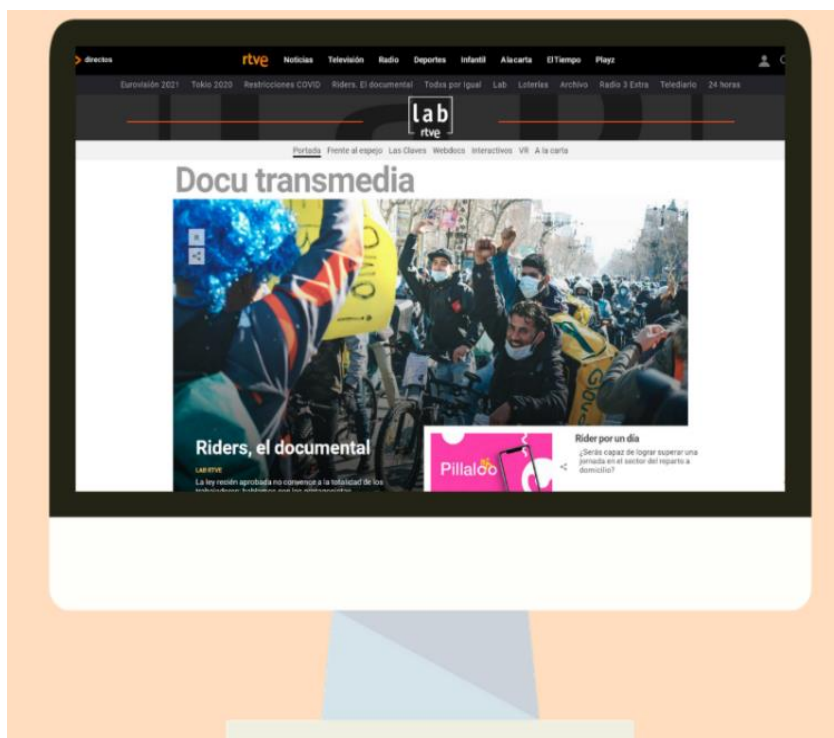 directos rtve Noticias Televisión Radio Deportes Infantil Alacarta ElTiempo Playz
Eurovisión 2021 Tokio 2020 Restricciones COVID Riders. El documental Todxs por igual Lab Loterías Archivo Radio 3 Extra Telediario 24 horas
lab
rtve
Portada Frente al espejo Las Claves Webdocs Interactivos VR A la carta
Docu transmedia
Glovo
Riders, el documental
LAB RTVE
La ley recién aprobada no convence a la totalidad de los
Pillaloo
Rider por un día
¿Serás capaz de lograr superar una
jornada en el sector del reparto a
domicilio?